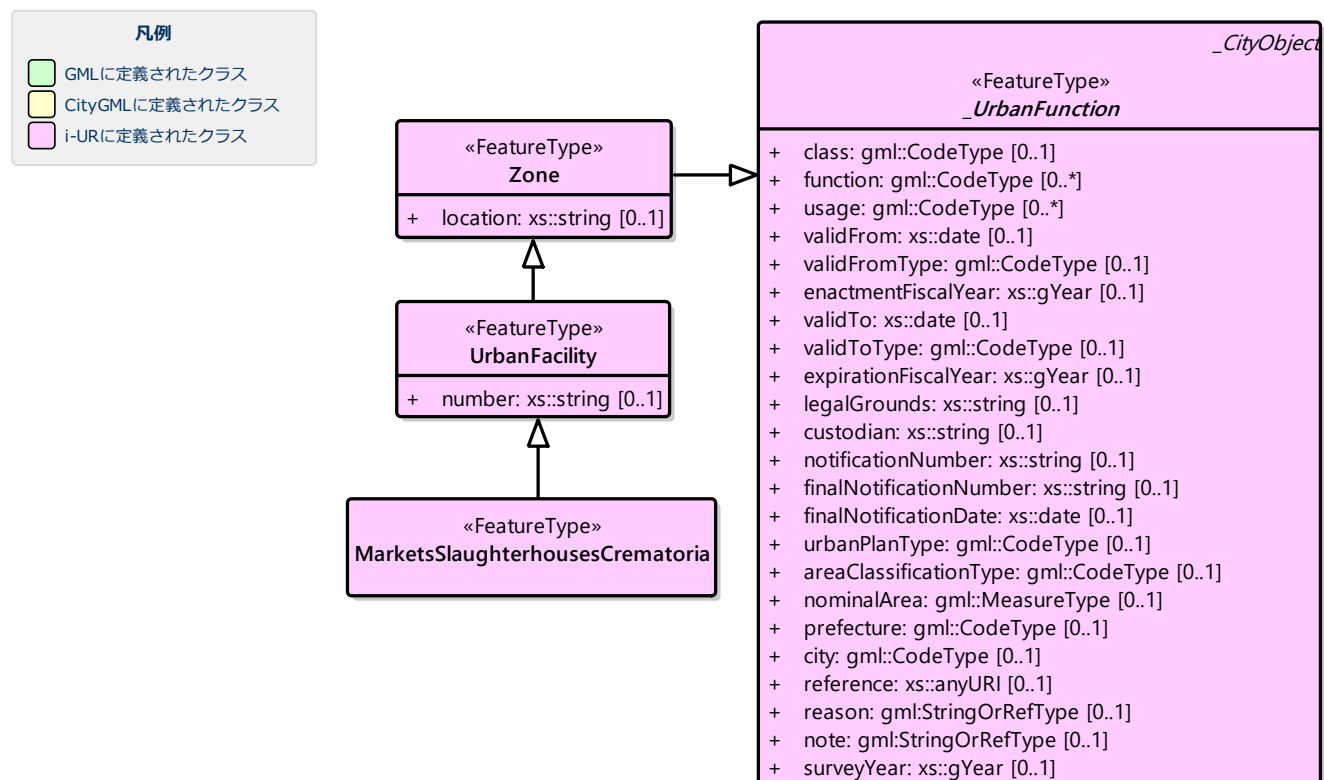 凡例
GMLに定義されたクラス
CityGMLに定義されたクラス
i-URに定義されたクラス
«FeatureType»
Zone
+ location: xs::string [0..1]
«FeatureType»
UrbanFacility
+ number: xs::string [0..1]
«FeatureType»
MarketsSlaughterhousesCrematoria
_CityObject
«FeatureType»
_UrbanFunction
+ class: gml::CodeType [0..1]
+ function: gml::CodeType [0..*]
+ usage: gml::CodeType [0..*]
+ validFrom: xs::date [0..1]
+ validFromType: gml::CodeType [0..1]
+ enactmentFiscalYear: xs::gYear [0..1]
+ validTo: xs::date [0..1]
+ validToType: gml::CodeType [0..1]
+ expirationFiscalYear: xs::gYear [0..1]
+ legalGrounds: xs::string [0..1]
+ custodian: xs::string [0..1]
+ notificationNumber: xs::string [0..1]
+ finalNotificationNumber: xs::string [0..1]
+ finalNotificationDate: xs::date [0..1]
+ urbanPlanType: gml::CodeType [0..1]
+ areaClassificationType: gml::CodeType [0..1]
+ nominalArea: gml::MeasureType [0..1]
+ prefecture: gml::CodeType [0..1]
+ city: gml::CodeType [0..1]
+ reference: xs::anyURI [0..1]
+ reason: gml:StringOrRefType [0..1]
+ note: gml:StringOrRefType [0..1]
+ surveyYear: xs::gYear [0..1]